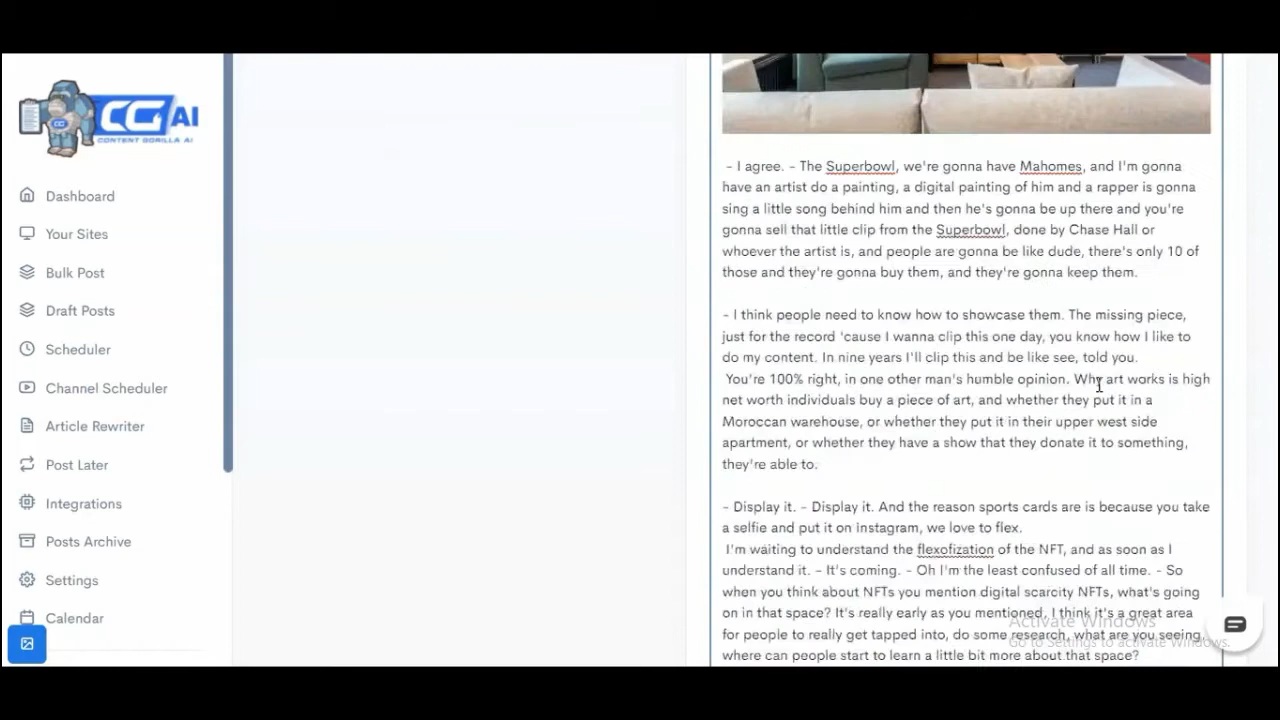 CG AI
CONTENT GORILLA AI
Dashboard
Your Sites
Bulk Post
Draft Posts
Scheduler
Channel Scheduler
Article Rewriter
Post Later
Integrations
Posts Archive
Settings
Calendar
- I agree. - The Superbowl, we're gonna have Mahomes, and I'm gonna
have an artist do a painting, a digital painting of him and a rapper is gonna
sing a little song behind him and then he's gonna be up there and you're
gonna sell that little clip from the Superbowl, done by Chase Hall or
whoever the artist is, and people are gonna be like dude, there's only 10 of
those and they're gonna buy them, and they're gonna keep them.
- I think people need to know how to showcase them. The missing piece,
just for the record 'cause I wanna clip this one day, you know how I like to
do my content. In nine years I'll clip this and be like see, told you.
You're 100% right, in one other man's humble opinion. Why art works is high
net worth individuals buy a piece of art, and whether they put it in a
Moroccan warehouse, or whether they put it in their upper west side
apartment, or whether they have a show that they donate it to something,
they're able to.
- Display it. - Display it. And the reason sports cards are is because you take
a selfie and put it on instagram, we love to flex.
I'm waiting to understand the flexofization of the NFT, and as soon as I
understand it. - It's coming. - Oh I'm the least confused of all time. - So
when you think about NFTs you mention digital scarcity NFTs, what's going
on in that space? It's really early as you mentioned, I think it's a great area
for people to really get tapped into, do some research, what are you seeing,
where can people start to learn a little bit more about that space?
Activate Windows
Go to Settings to activate Windows.